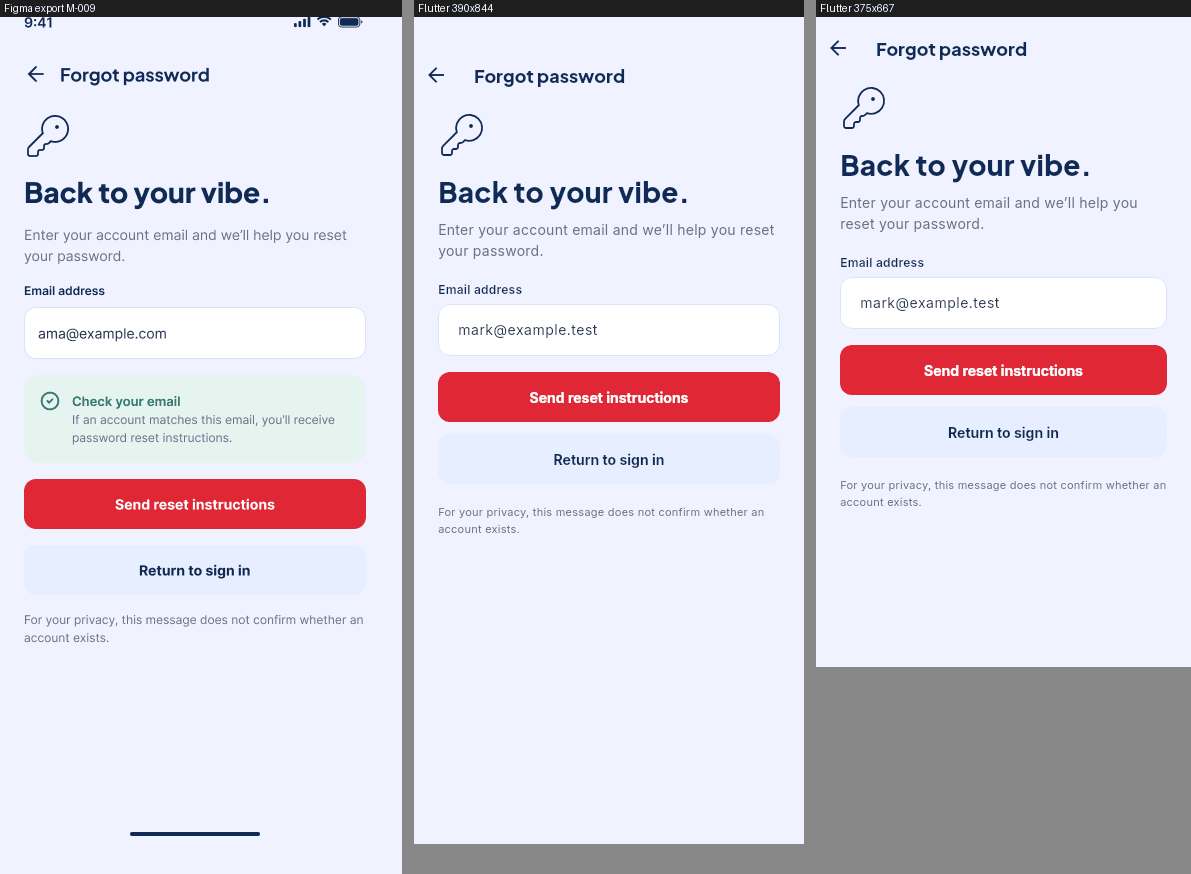 Figma export M-009
9:41
Forgot password
Back to your vibe.
Enter your account email and we’ll help you reset
your password.
Email address
ama@example.com
Check your email
If an account matches this email, you’ll receive
password reset instructions.
Send reset instructions
Return to sign in
For your privacy, this message does not confirm whether an
account exists.
Flutter 390x844
Forgot password
Back to your vibe.
Enter your account email and we’ll help you reset
your password.
Email address
mark@example.test
Send reset instructions
Return to sign in
For your privacy, this message does not confirm whether an
account exists.
Flutter 375x667
Forgot password
Back to your vibe.
Enter your account email and we’ll help you
reset your password.
Email address
mark@example.test
Send reset instructions
Return to sign in
For your privacy, this message does not confirm whether an
account exists.